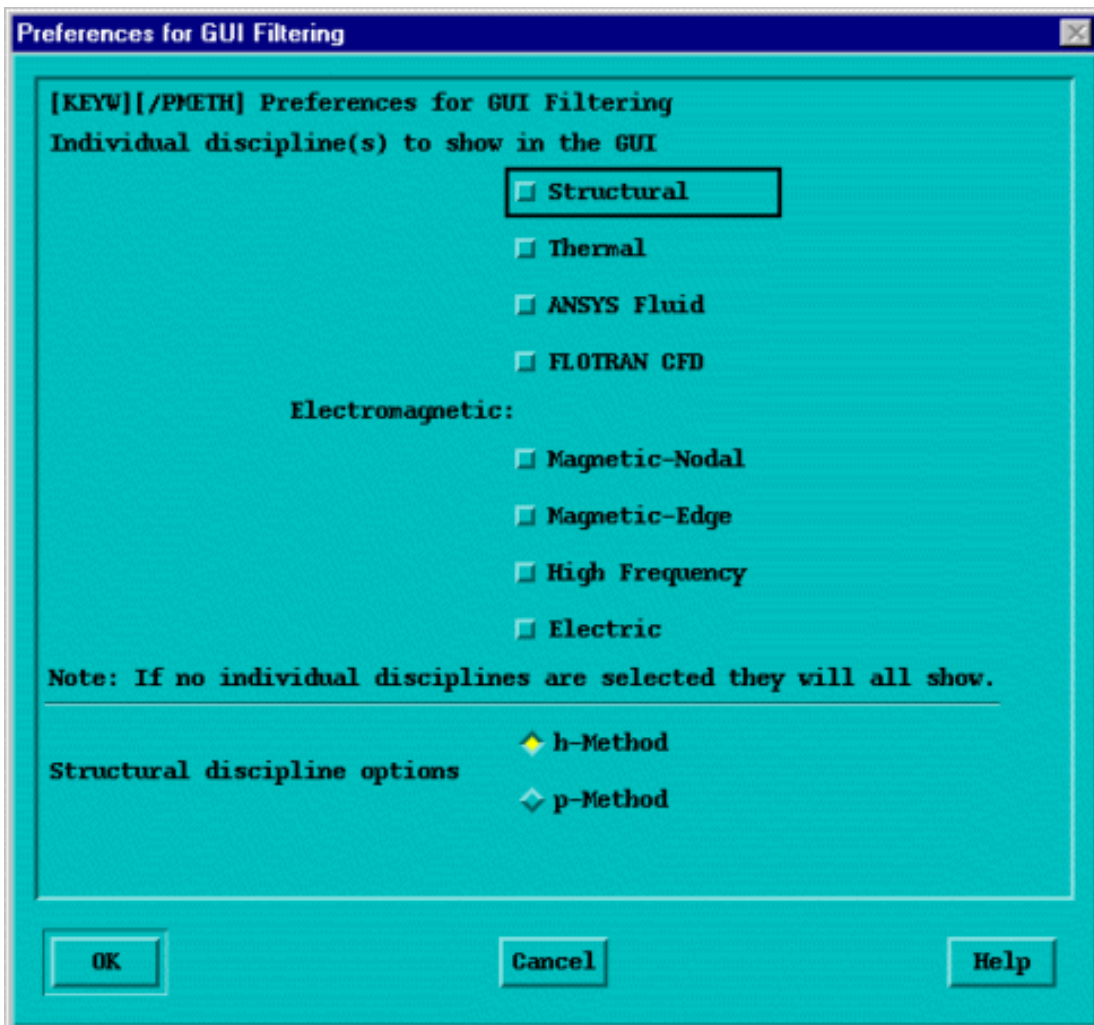 Preferences for GUI Filtering
[KEYW][/PMETH] Preferences for GUI Filtering
Individual discipline(s) to show in the GUI
Structural
Thermal
ANSYS Fluid
FLOTRAN CFD
Electromagnetic:
Magnetic-Nodal
Magnetic-Edge
High Frequency
Electric
Note: If no individual disciplines are selected they will all show.
h-Method
Structural discipline options
p-Method
OK Cancel Help